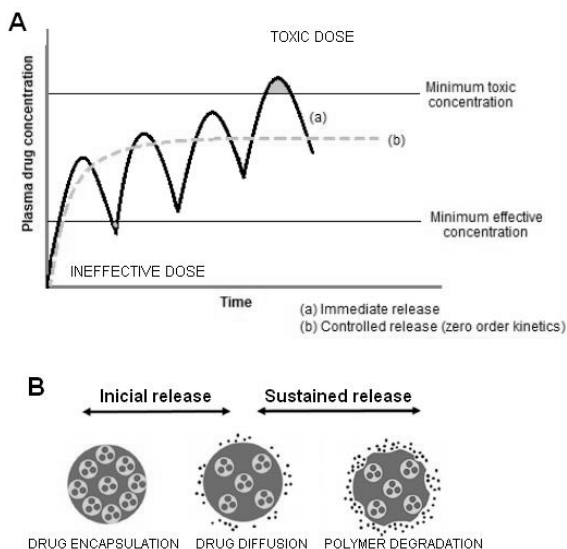 A
TOXIC DOSE
Plasma drug concentration
Minimum toxic
concentration
(a)
(b)
Minimum effective
concentration
INEFFECTIVE DOSE
Time
(a) Immediate release
(b) Controlled release (zero order kinetics)
B
Inicial release
Sustained release
DRUG ENCAPSULATION
DRUG DIFFUSION
POLYMER DEGRADATION